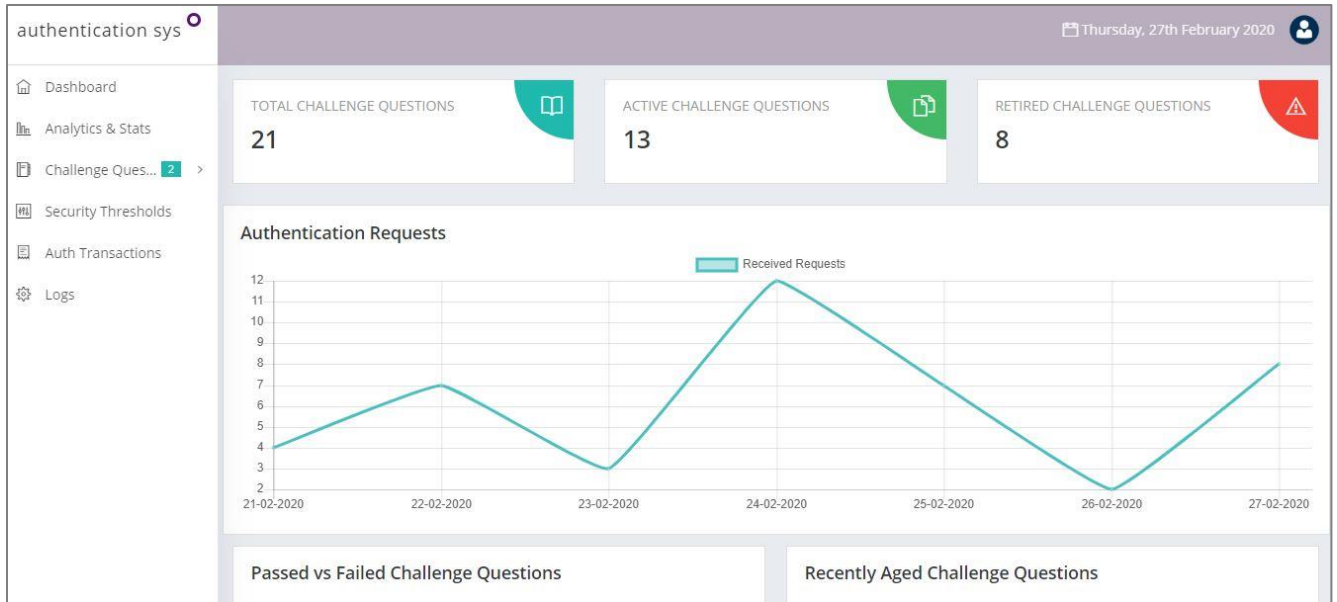 authentication sys
Thursday, 27th February 2020
Dashboard
Analytics & Stats
Challenge Ques... 2
Security Thresholds
Auth Transactions
Logs
TOTAL CHALLENGE QUESTIONS
21
ACTIVE CHALLENGE QUESTIONS
13
RETIRED CHALLENGE QUESTIONS
8
Authentication Requests
Received Requests
12
11
10
9
8
7
6
5
4
3
2
21-02-2020 22-02-2020 23-02-2020 24-02-2020 25-02-2020 26-02-2020 27-02-2020
Passed vs Failed Challenge Questions
Recently Aged Challenge Questions